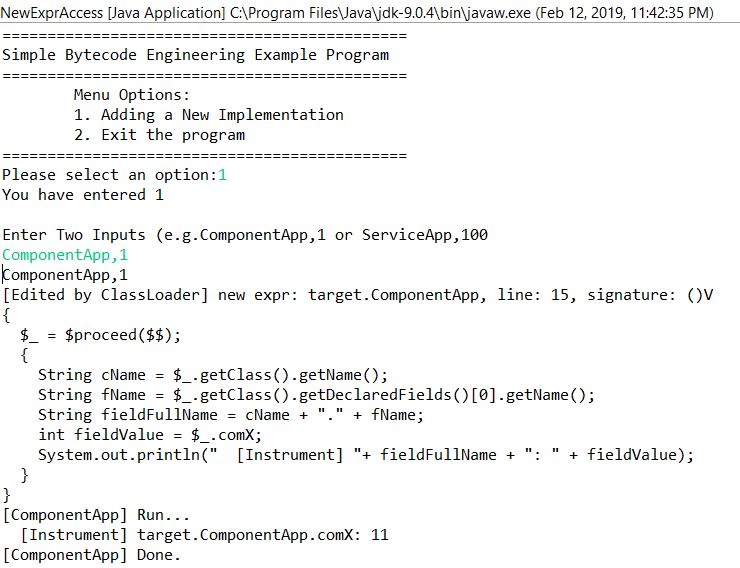 NewExprAccess [Java Application] C:\Program Files\Java\jdk-9.0.4\bin\javaw.exe (Feb 12, 2019, 11:42:35 PM)
=============================================
Simple Bytecode Engineering Example Program
=============================================
        Menu Options:
        1. Adding a New Implementation
        2. Exit the program
=============================================
Please select an option:1
You have entered 1

Enter Two Inputs (e.g.ComponentApp,1 or ServiceApp,100
ComponentApp,1
ComponentApp,1
[Edited by ClassLoader] new expr: target.ComponentApp, line: 15, signature: ()V
{
  $_ = $proceed($$);
  {
    String cName = $_.getClass().getName();
    String fName = $_.getClass().getDeclaredFields()[0].getName();
    String fieldFullName = cName + "." + fName;
    int fieldValue = $_.comX;
    System.out.println("  [Instrument] "+ fieldFullName + ": " + fieldValue);
  }
}
[ComponentApp] Run...
  [Instrument] target.ComponentApp.comX: 11
[ComponentApp] Done.